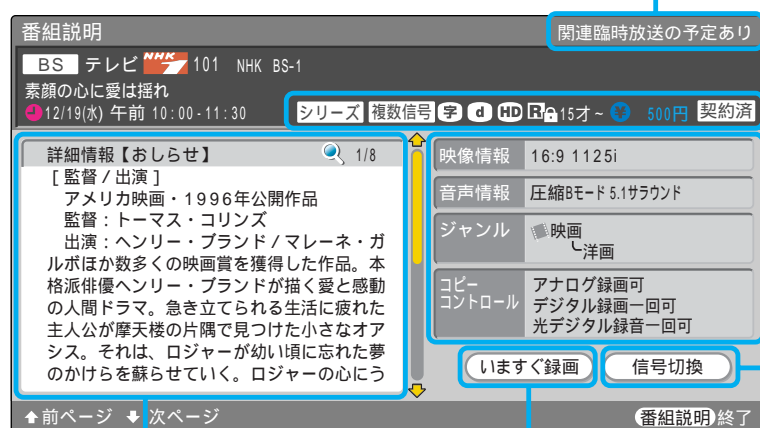 番組説明
関連臨時放送の予定あり
BS テレビ NHK 101 NHK BS-1
素顔の心に愛は揺れ
12/19(水) 午前 10:00-11:30 シリーズ 複数信号 字 d HD R 15才~ ¥ 500円 契約済
詳細情報【おしらせ】 1/8
[ 監督 / 出演 ]
アメリカ映画・1996年公開作品
監督:トーマス・コリンズ
出演:ヘンリー・ブランド / マレーネ・ガ
ルボほか数多くの映画賞を獲得した作品。本
格派俳優ヘンリー・ブランドが描く愛と感動
の人間ドラマ。急き立てられる生活に疲れた
主人公が摩天楼の片隅で見つけた小さなオア
シス。それは、ロジャーが幼い頃に忘れた夢
のかけらを蘇らせていく。ロジャーの心にう
映像情報 16:9 1125i
音声情報 圧縮Bモード 5.1サラウンド
ジャンル 映画
洋画
コピー
コントロール
アナログ録画可
デジタル録画一回可
光デジタル録音一回可
いますぐ録画 信号切換
前ページ 次ページ 番組説明 終了